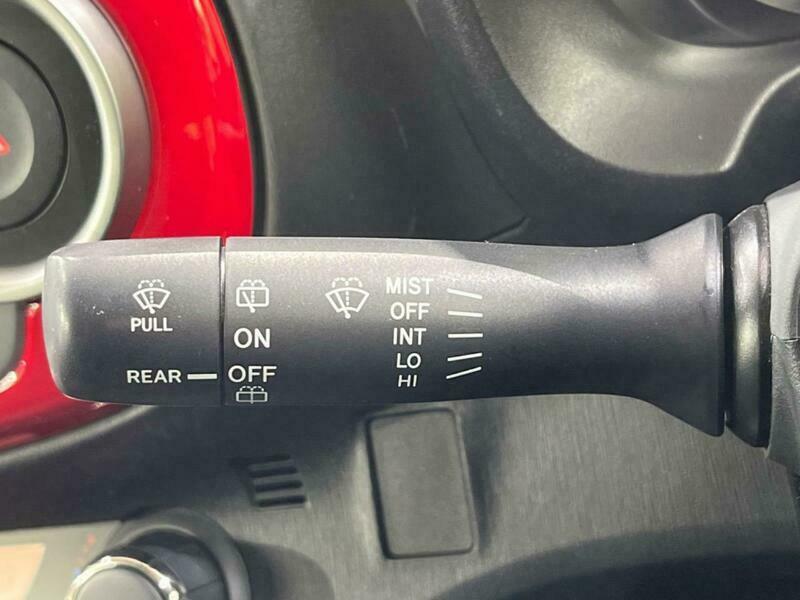 PULL
REAR
ON
OFF
MIST
OFF
INT
LO
HI